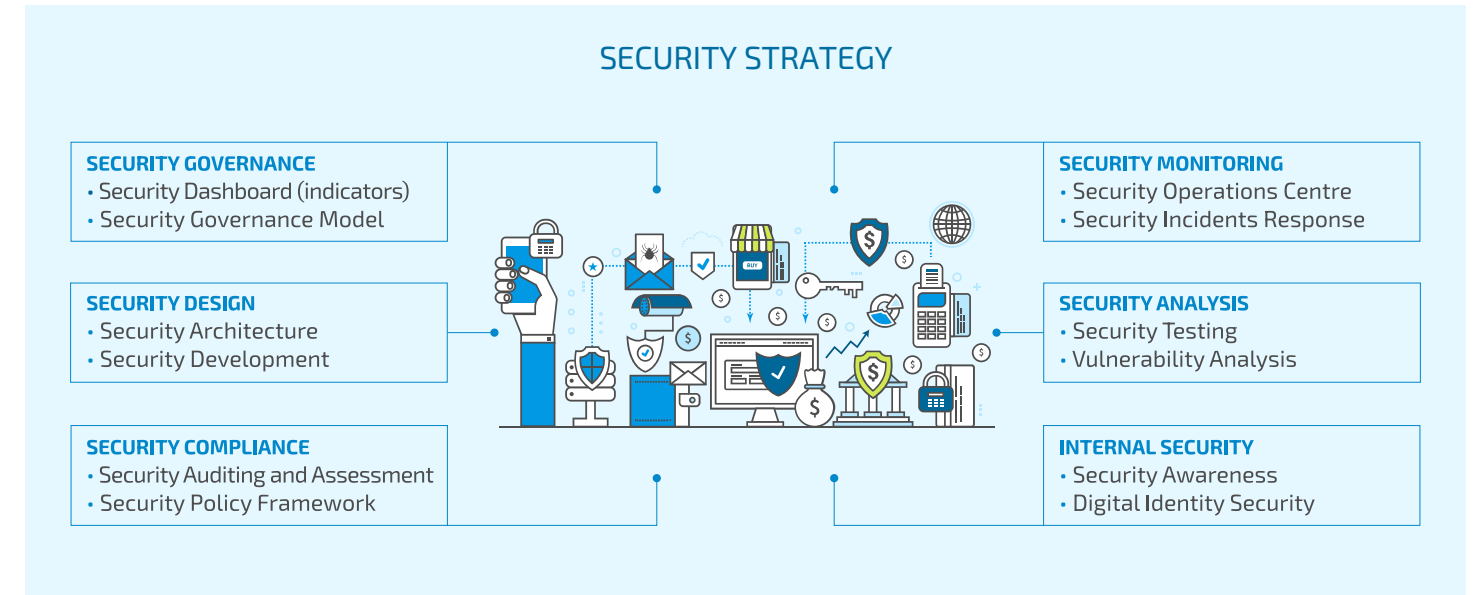 SECURITY STRATEGY
SECURITY GOVERNANCE
• Security Dashboard (indicators)
• Security Governance Model
SECURITY DESIGN
• Security Architecture
• Security Development
SECURITY COMPLIANCE
• Security Auditing and Assessment
• Security Policy Framework
BUY
$
$
$
$
$
$
$
$
$
$
$
SECURITY MONITORING
• Security Operations Centre
• Security Incidents Response
SECURITY ANALYSIS
• Security Testing
• Vulnerability Analysis
INTERNAL SECURITY
• Security Awareness
• Digital Identity Security